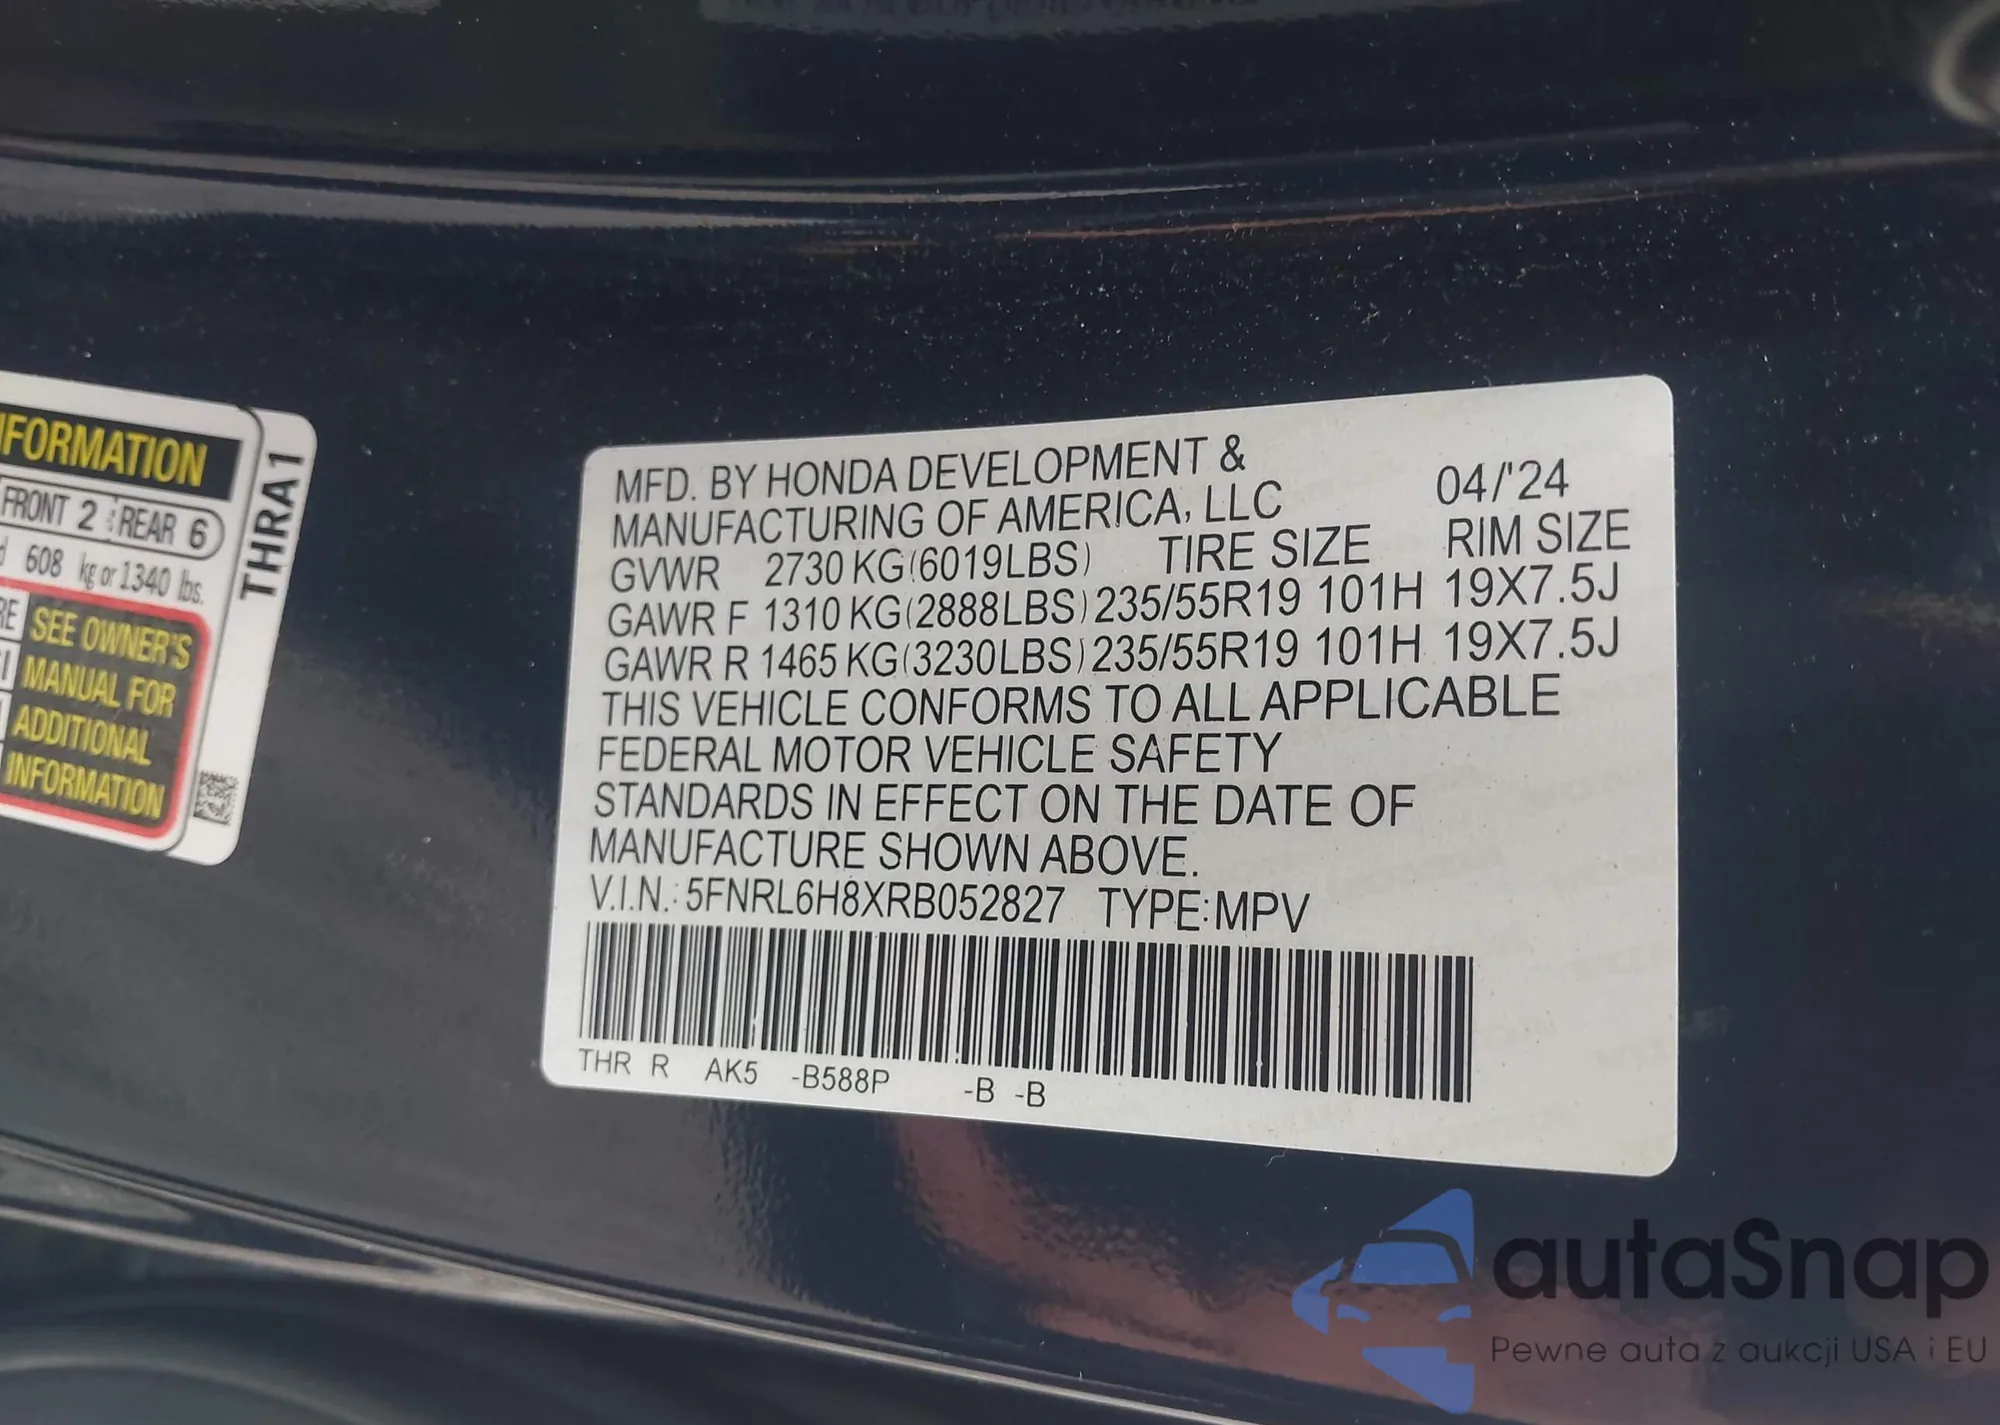 INFORMATION
FRONT 2 REAR 6
608 kg or 1340 lbs.
SEE OWNER'S
MANUAL FOR
ADDITIONAL
INFORMATION
THRA1
MFD. BY HONDA DEVELOPMENT &
MANUFACTURING OF AMERICA, LLC 04/'24
GVWR 2730 KG(6019LBS) TIRE SIZE RIM SIZE
GAWR F 1310 KG(2888LBS) 235/55R19 101H 19X7.5J
GAWR R 1465 KG(3230LBS) 235/55R19 101H 19X7.5J
THIS VEHICLE CONFORMS TO ALL APPLICABLE
FEDERAL MOTOR VEHICLE SAFETY
STANDARDS IN EFFECT ON THE DATE OF
MANUFACTURE SHOWN ABOVE.
V.I.N.: 5FNRL6H8XRB052827 TYPE:MPV
THR R AK5 -B588P -B -B
autaSnap
Pewne auta z aukcji USA i EU